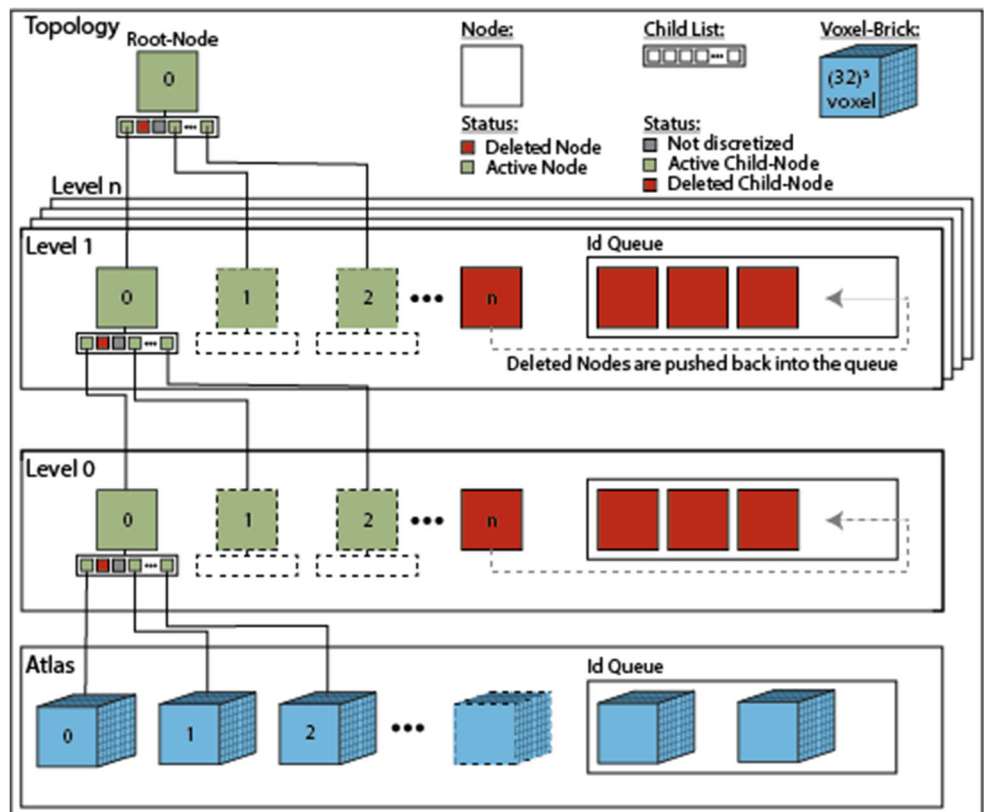 Topology
Root-Node
0
Node:
Child List:
Voxel-Brick:
(32)³
voxel
Status:
Deleted Node
Active Node
Status:
Not discretized
Active Child-Node
Deleted Child-Node
Level n
Level 1
Id Queue
0
1
2
n
Deleted Nodes are pushed back into the queue
Level 0
0
1
2
n
Atlas
Id Queue
0
1
2